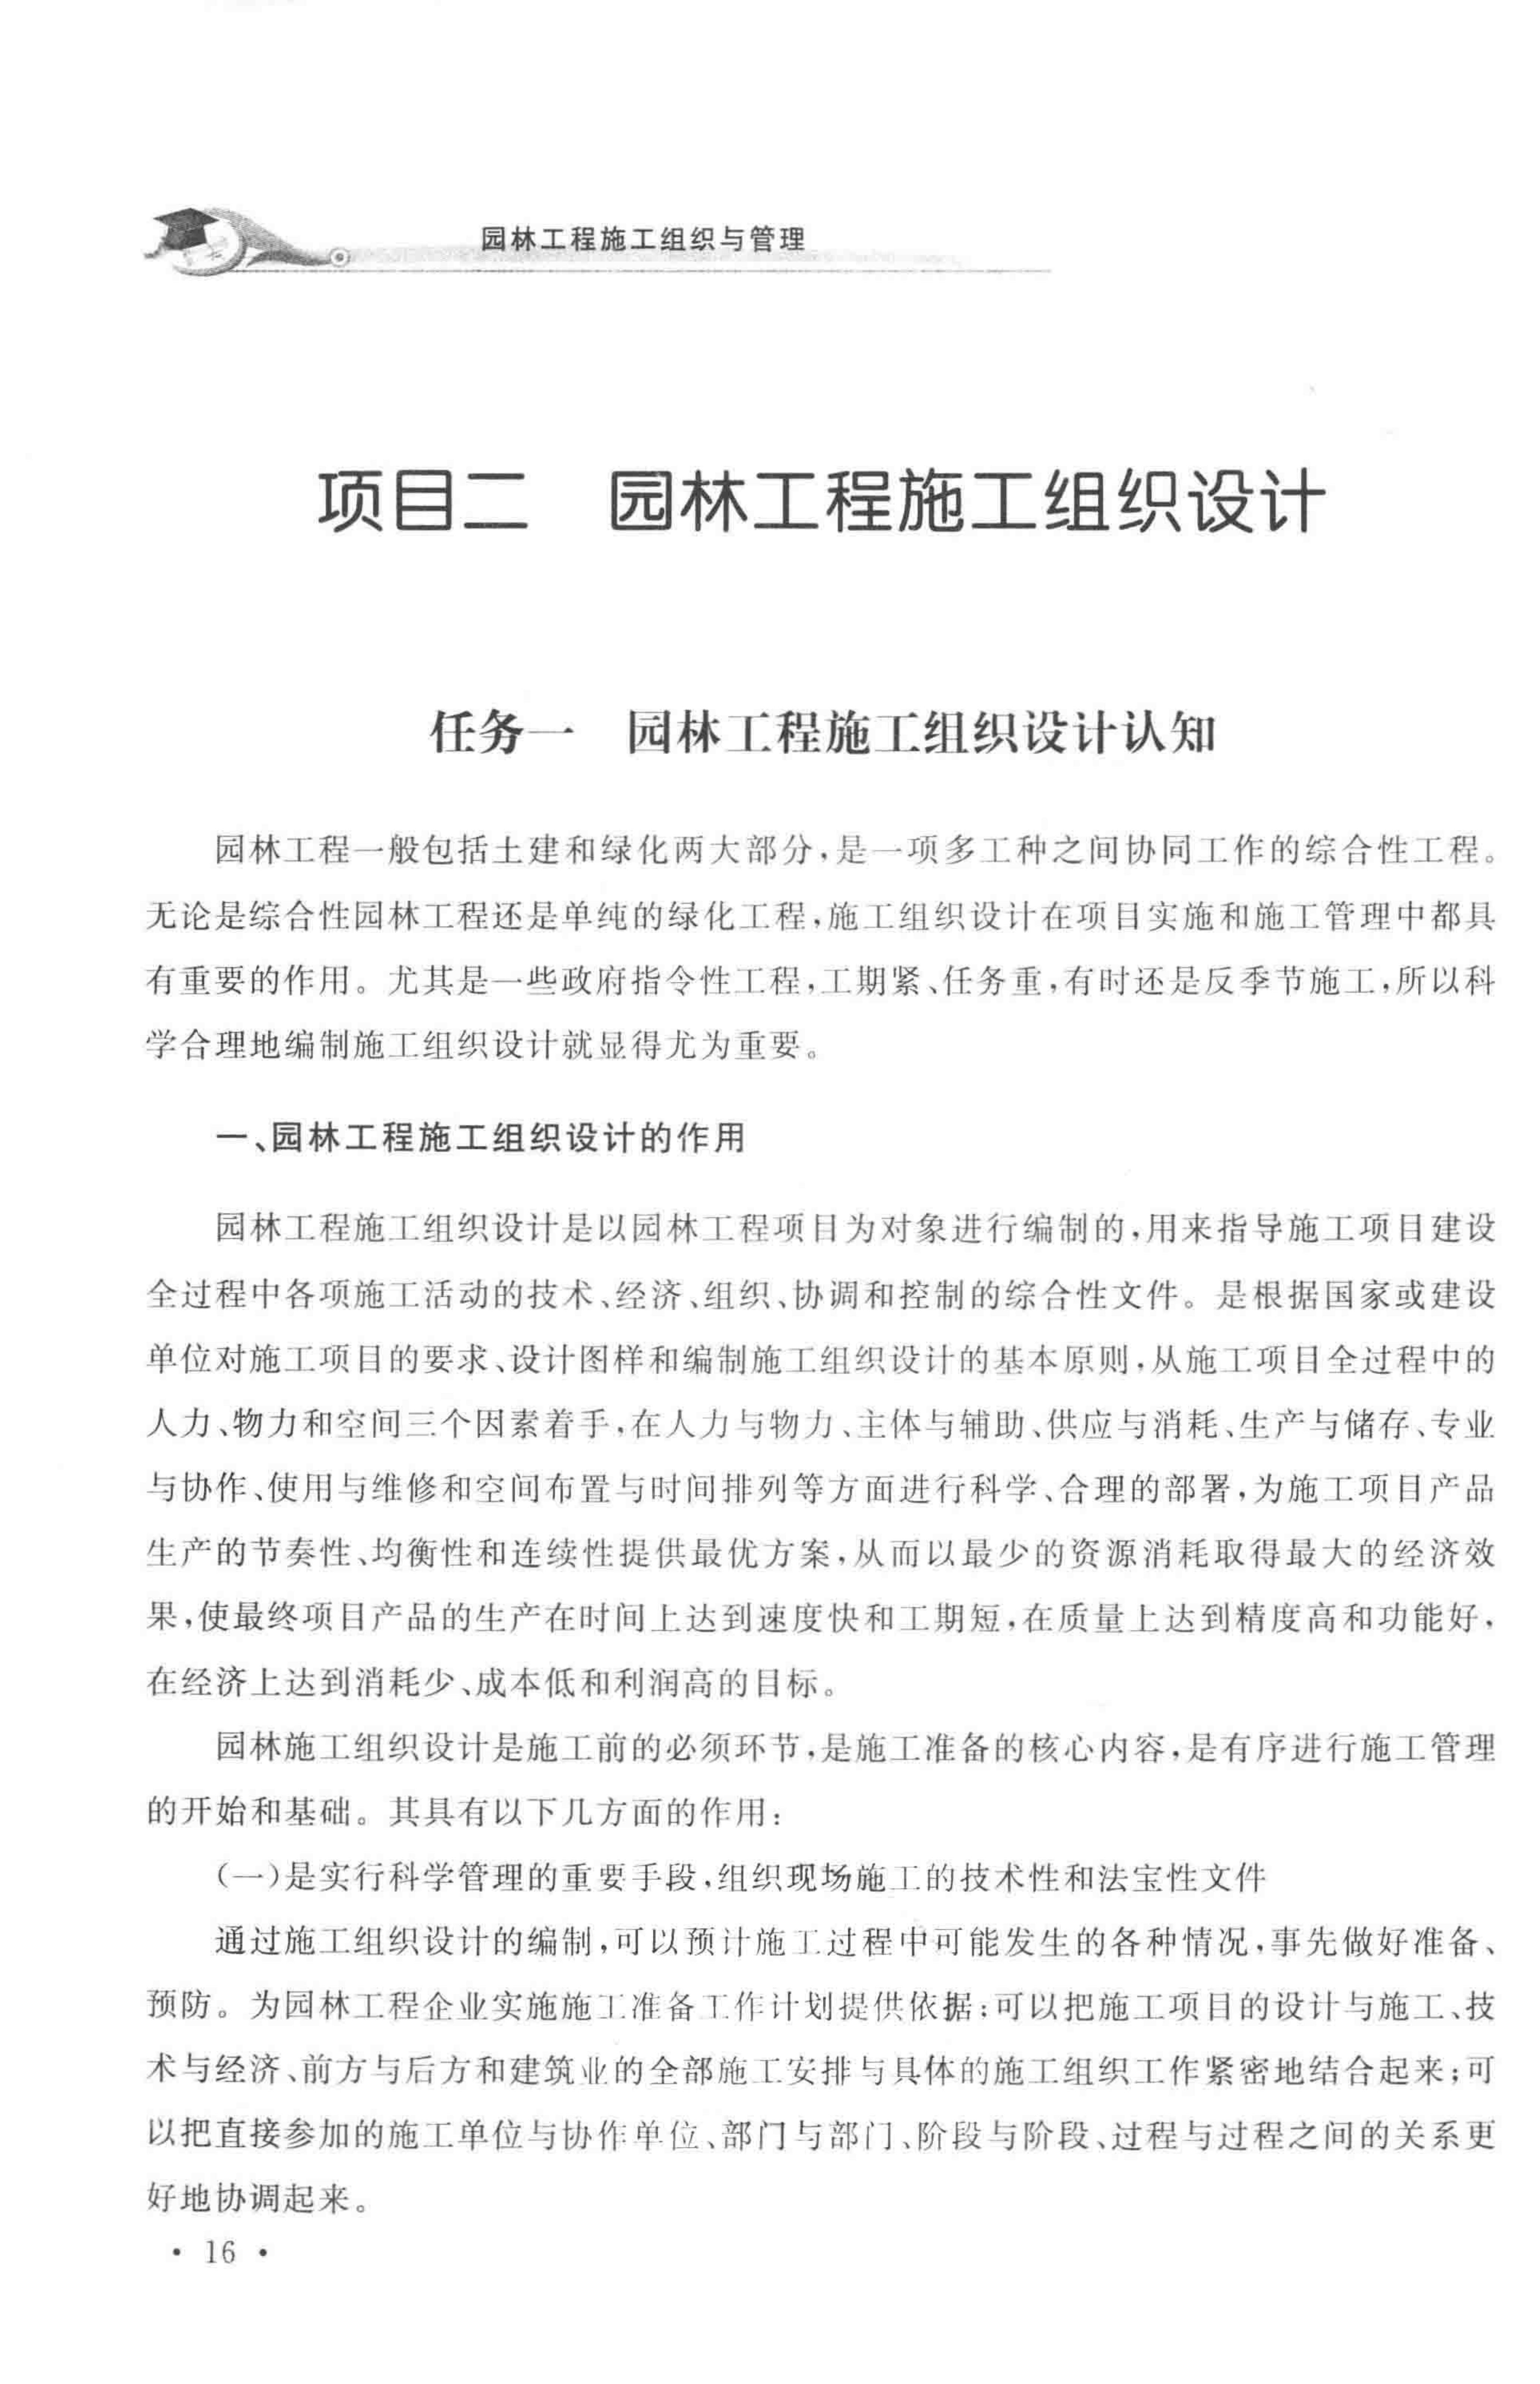 园林工程施工组织与管理
项目二 园林工程施工组织设计
任务一 园林工程施工组织设计认知
园林工程一般包括土建和绿化两大部分,是一项多工种之间协同工作的综合性工程。
无论是综合性园林工程还是单纯的绿化工程,施工组织设计在项目实施和施工管理中都具
有重要的作用。尤其是一些政府指令性工程,工期紧、任务重,有时还是反季节施工,所以科
学合理地编制施工组织设计就显得尤为重要。
一、园林工程施工组织设计的作用
园林工程施工组织设计是以园林工程项目为对象进行编制的,用来指导施工项目建设
全过程中各项施工活动的技术、经济、组织、协调和控制的综合性文件。是根据国家或建设
单位对施工项目的要求、设计图样和编制施工组织设计的基本原则,从施工项目全过程中的
人力、物力和空间三个因素着手,在人力与物力、主体与辅助、供应与消耗、生产与储存、专业
与协作、使用与维修和空间布置与时间排列等方面进行科学、合理的部署,为施工项目产品
生产的节奏性、均衡性和连续性提供最优方案,从而以最少的资源消耗取得最大的经济效
果,使最终项目产品的生产在时间上达到速度快和工期短,在质量上达到精度高和功能好,
在经济上达到消耗少、成本低和利润高的目标。
园林施工组织设计是施工前的必须环节,是施工准备的核心内容,是有序进行施工管理
的开始和基础。其具有以下几方面的作用:
(一)是实行科学管理的重要手段,组织现场施工的技术性和法宝性文件
通过施工组织设计的编制,可以预计施工过程中可能发生的各种情况,事先做好准备、
预防。为园林工程企业实施施工准备工作计划提供依据;可以把施工项目的设计与施工、技
术与经济、前方与后方和建筑业的全部施工安排与具体的施工组织工作紧密地结合起来;可
以把直接参加的施工单位与协作单位、部门与部门、阶段与阶段、过程与过程之间的关系更
好地协调起来。
• 16 •